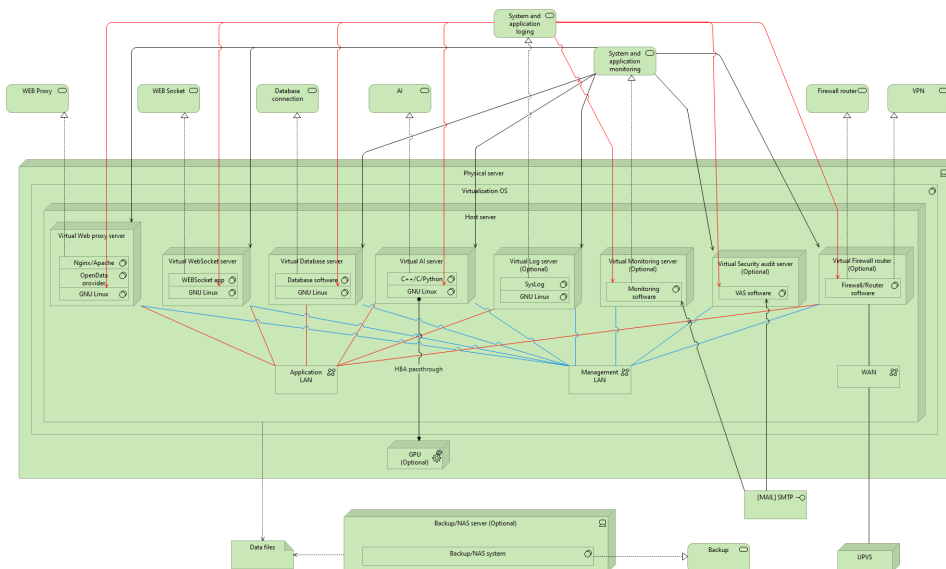 System and
application
loging
System and
application
monitoring
WEB Proxy
WEB Socket
Database
connection
AI
Firewall router
VPN
Physical server
Virtualization OS
Host server
Virtual Web proxy server
Nginx/Apache
OpenData
provider
GNU Linux
Virtual WebSocket server
WEBSocket app
GNU Linux
Virtual Database server
Database software
GNU Linux
Virtual AI server
C++/C/Python
GNU Linux
Virtual Log server
(Optional)
SysLog
GNU Linux
Virtual Monitoring server
(Optional)
Monitoring
software
Virtual Security audit server
(Optional)
VAS software
Virtual Firewall router
(Optional)
Firewall/Router
software
Application
LAN
HBA passthrough
Management
LAN
WAN
GPU
(Optional)
[MAIL] SMTP
Backup/NAS server (Optional)
Data files
Backup/NAS system
Backup
UPVS